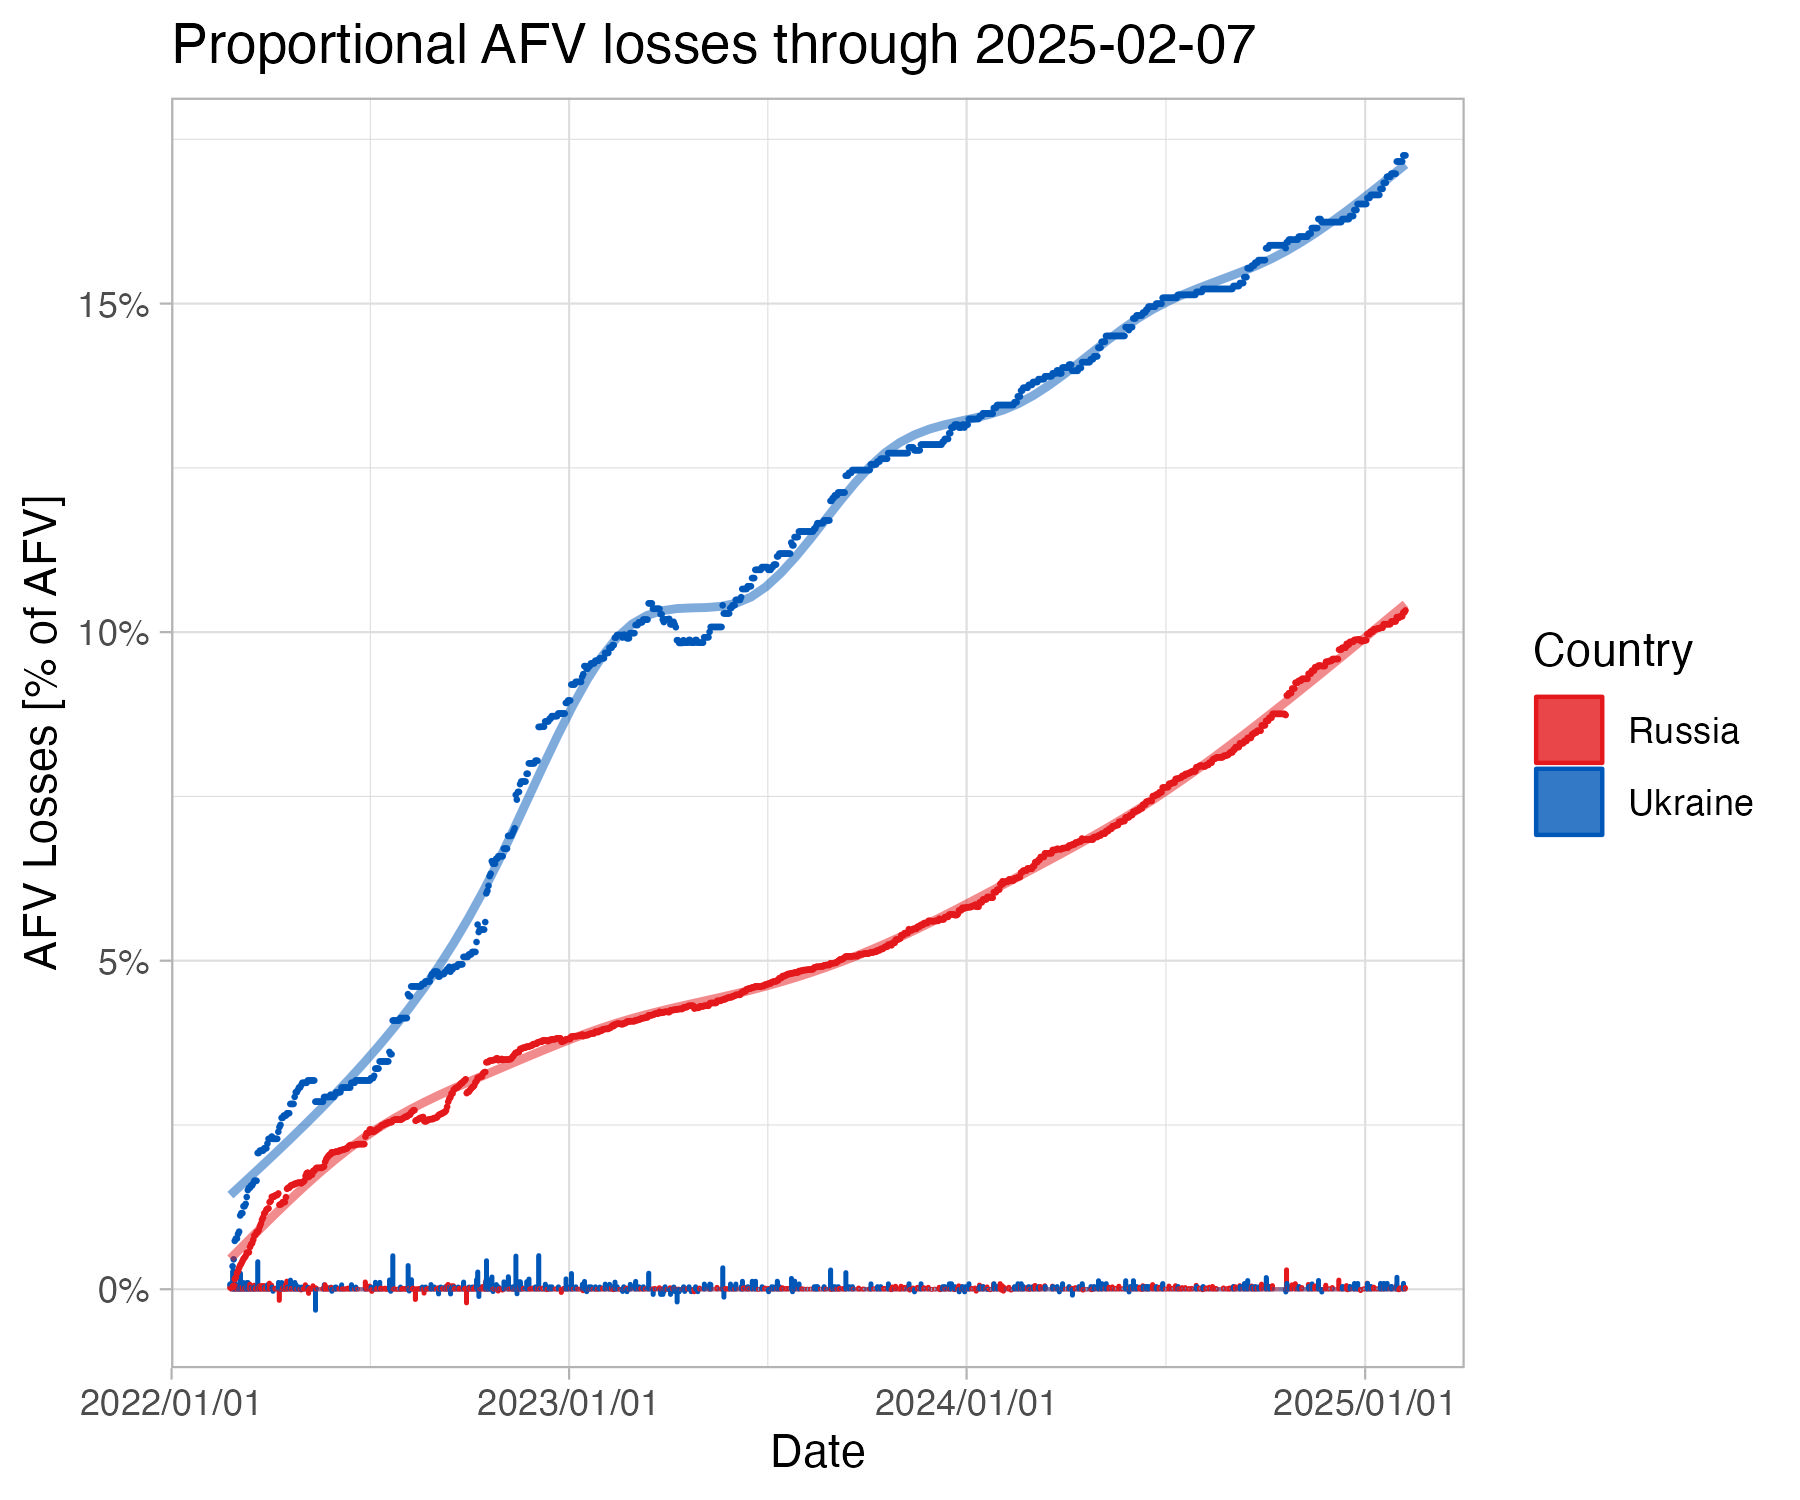 Proportional AFV losses through 2025-02-07
AFV Losses [% of AFV]
15%
10%
5%
0%
2022/01/01
2023/01/01
2024/01/01
2025/01/01
Date
Country
Russia
Ukraine